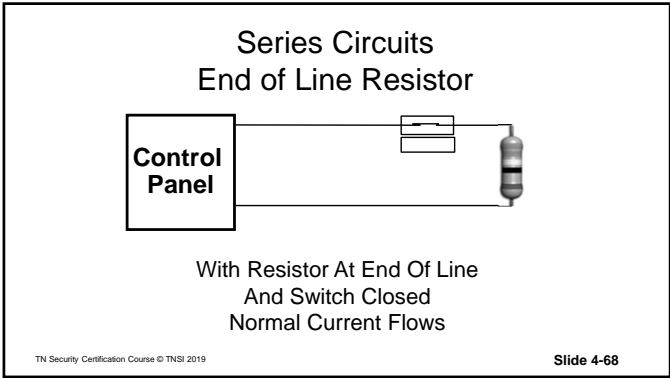 Series Circuits
End of Line Resistor
Control
Panel
With Resistor At End Of Line
And Switch Closed
Normal Current Flows
TN Security Certification Course © TNSI 2019
Slide 4-68